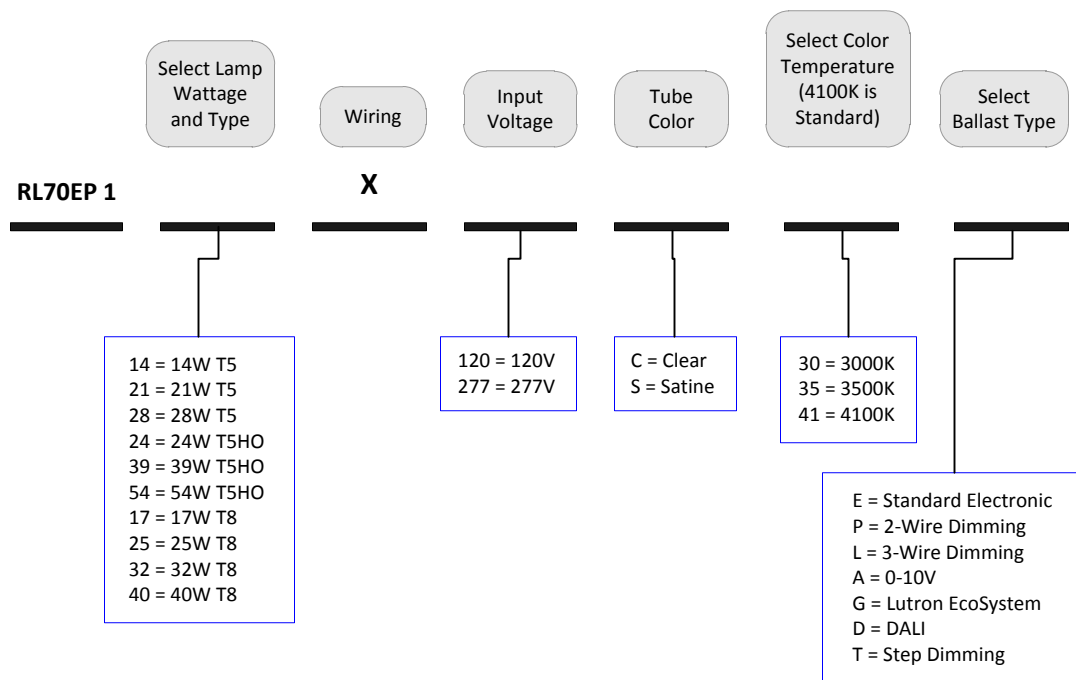 Select Lamp
Wattage
and Type
Wiring
Input
Voltage
Tube
Color
Select Color
Temperature
(4100K is
Standard)
Select
Ballast Type
RL70EP 1
X
14 = 14W T5
21 = 21W T5
28 = 28W T5
24 = 24W T5HO
39 = 39W T5HO
54 = 54W T5HO
17 = 17W T8
25 = 25W T8
32 = 32W T8
40 = 40W T8
120 = 120V
277 = 277V
C = Clear
S = Satine
30 = 3000K
35 = 3500K
41 = 4100K
E = Standard Electronic
P = 2-Wire Dimming
L = 3-Wire Dimming
A = 0-10V
G = Lutron EcoSystem
D = DALI
T = Step Dimming